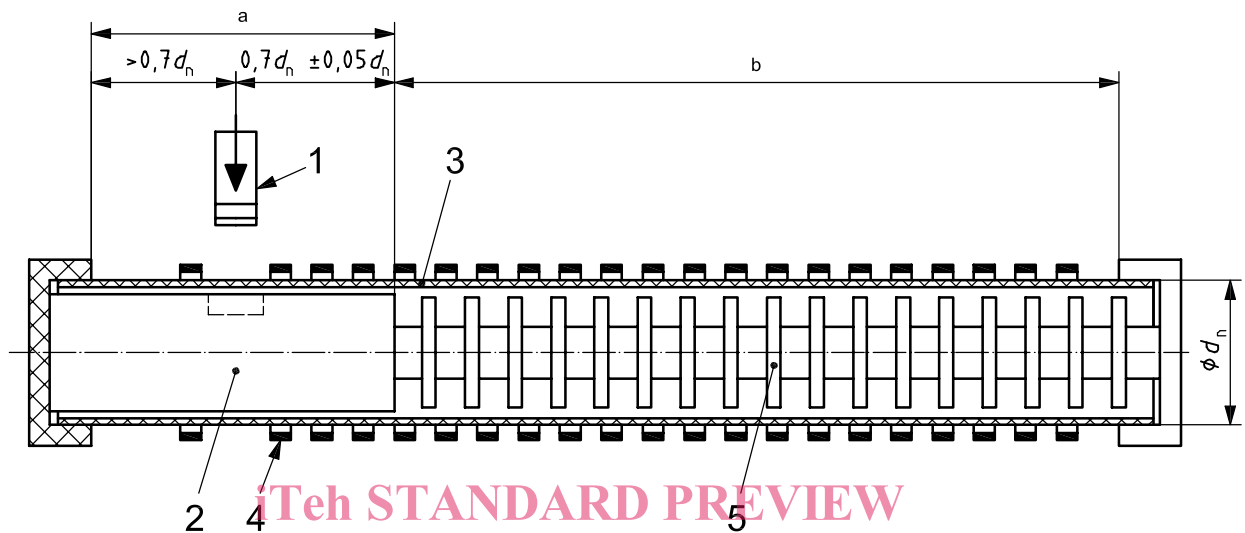 a
>0,7dn
0,7dn ±0,05dn
b
1
3
ϕdn
2
4
5
iTeh STANDARD PREVIEW